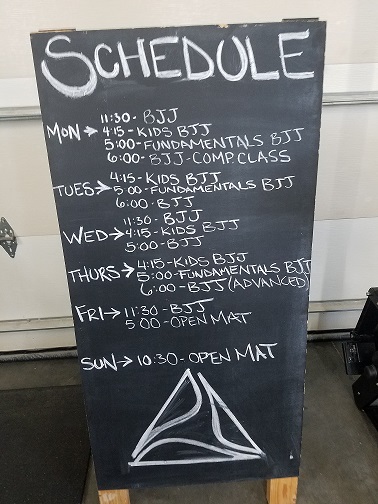 SCHEDULE
11:30 - BJJ
MON → 4:15 - KIDS BJJ
5:00 - FUNDAMENTALS BJJ
6:00 - BJJ - COMP. CLASS
4:15 - KIDS BJJ
TUES → 5:00 - FUNDAMENTALS BJJ
6:00 - BJJ
11:30 - BJJ
WED → 4:15 - KIDS BJJ
5:00 - BJJ
4:15 - KIDS BJJ
THURS → 5:00 - FUNDAMENTALS BJJ
6:00 - BJJ (ADVANCED)
FRI → 11:30 - BJJ
5:00 - OPEN MAT
SUN → 10:30 - OPEN MAT